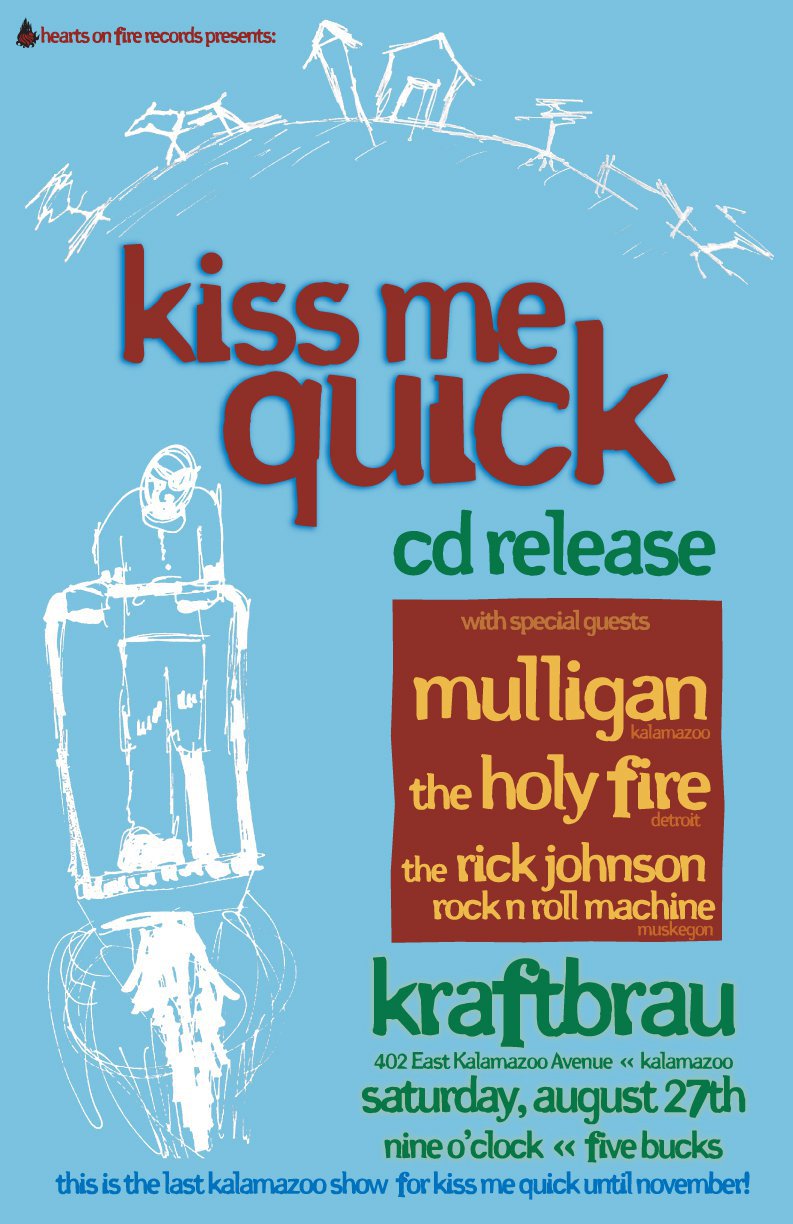 hearts on fire records presents:
kiss me
quick
cd release
with special guests
mulligan
kalamazoo
the holy fire
detroit
the rick johnson
rock n roll machine
muskegon
kraftbrau
402 East Kalamazoo Avenue << kalamazoo
saturday, august 27th
nine o'clock << five bucks
this is the last kalamazoo show for kiss me quick until november!